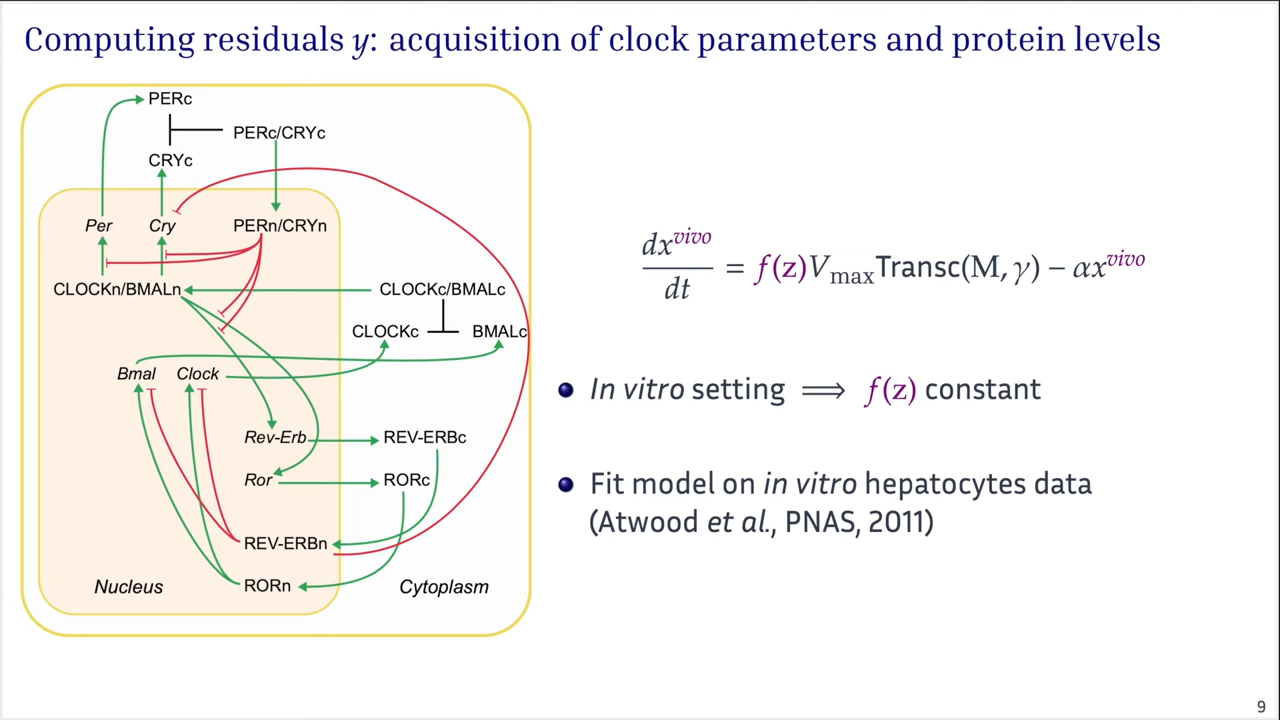 Computing residuals y: acquisition of clock parameters and protein levels
PERc
PERc/CRYc
CRYc
Per
Cry
PERn/CRYn
CLOCKn/BMALn
CLOCKc/BMALc
CLOCKc
BMALc
Bmal
Clock
Rev-Erb
REV-ERBc
Ror
RORc
REV-ERBn
RORn
Nucleus
Cytoplasm
dx^vivo/dt = f(z)V_maxTransc(M, γ) − αx^vivo
In vitro setting ⟹ f(z) constant
Fit model on in vitro hepatocytes data
(Atwood et al., PNAS, 2011)
9